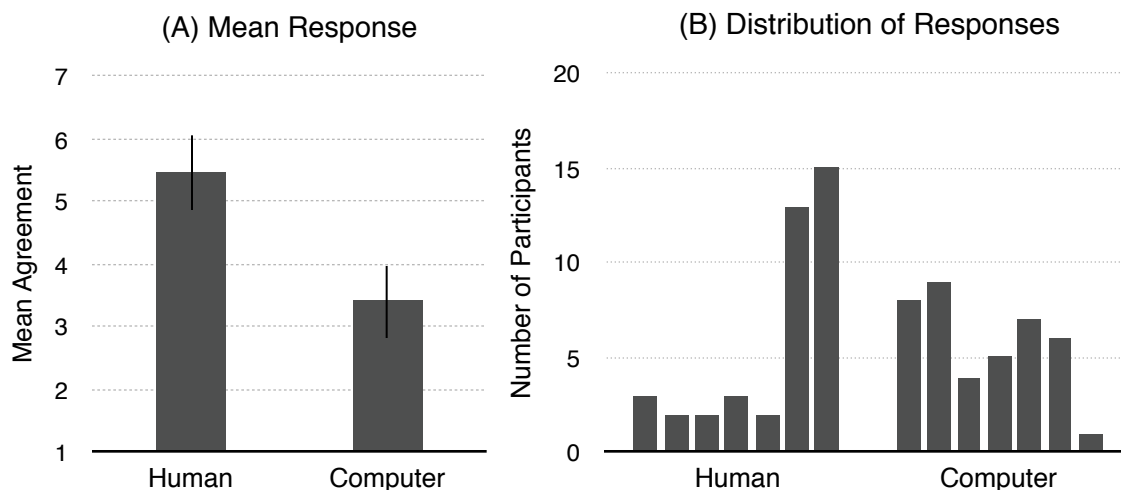 (A) Mean Response
7
6
5
4
3
2
1
Mean Agreement
Human
Computer
(B) Distribution of Responses
20
15
10
5
0
Number of Participants
Human
Computer